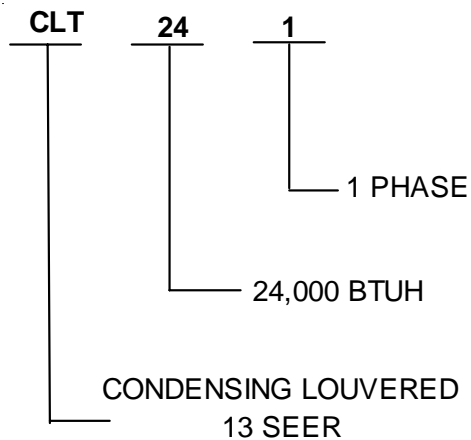 CLT 24 1
1 PHASE
24,000 BTUH
CONDENSING LOUVERED
13 SEER